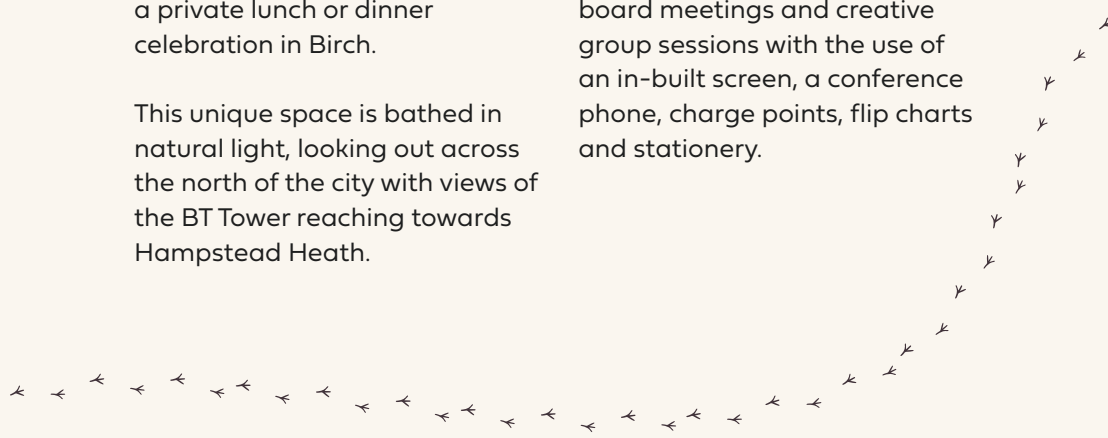 a private lunch or dinner
celebration in Birch.
This unique space is bathed in
natural light, looking out across
the north of the city with views of
the BT Tower reaching towards
Hampstead Heath.
board meetings and creative
group sessions with the use of
an in-built screen, a conference
phone, charge points, flip charts
and stationery.